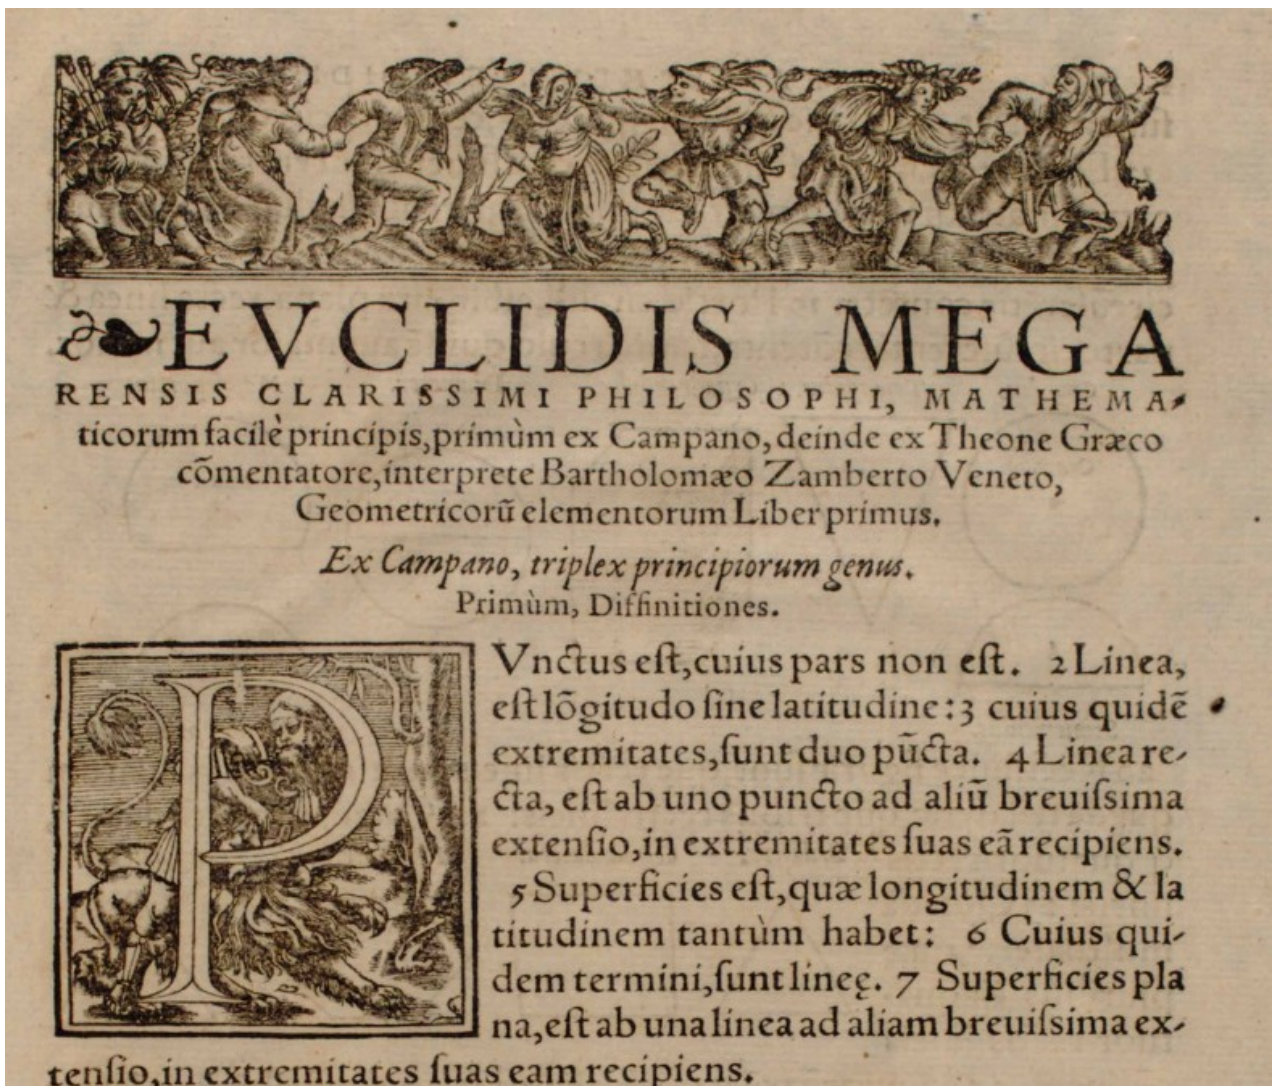 ❧EVCLIDIS MEGA
RENSIS CLARISSIMI PHILOSOPHI, MATHEMA-
ticorum facilè principis, primùm ex Campano, deinde ex Theone Græco
cōmentatore, interprete Bartholomæo Zamberto Veneto,
Geometricorū elementorum Liber primus.
Ex Campano, triplex principiorum genus.
Primùm, Diffinitiones.
PVnctus eſt, cuius pars non eſt. 2 Linea,
eſt lōgitudo ſine latitudine: 3 cuius quidē
extremitates, ſunt duo pūcta. 4 Linea re-
cta, eſt ab uno puncto ad aliū breuiſsima
extenſio, in extremitates ſuas eā recipiens.
5 Superficies eſt, quæ longitudinem & la
titudinem tantùm habet: 6 Cuius qui-
dem termini, ſunt lineę. 7 Superficies pla
na, eſt ab una linea ad aliam breuiſsima ex-
tenſio, in extremitates ſuas eam recipiens.